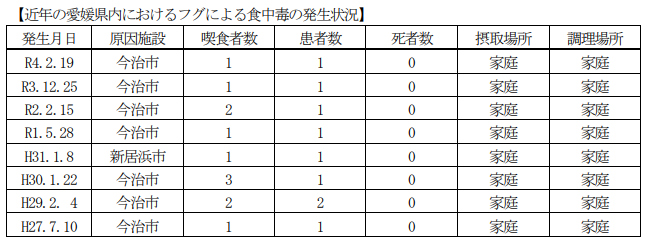 【近年の愛媛県内におけるフグによる食中毒の発生状況】
発生月日 原因施設 喫食者数 患者数 死者数 摂取場所 調理場所
R4.2.19 今治市 1 1 0 家庭 家庭
R3.12.25 今治市 1 1 0 家庭 家庭
R2.2.15 今治市 2 1 0 家庭 家庭
R1.5.28 今治市 1 1 0 家庭 家庭
H31.1.8 新居浜市 1 1 0 家庭 家庭
H30.1.22 今治市 3 1 0 家庭 家庭
H29.2. 4 今治市 2 2 0 家庭 家庭
H27.7.10 今治市 1 1 0 家庭 家庭